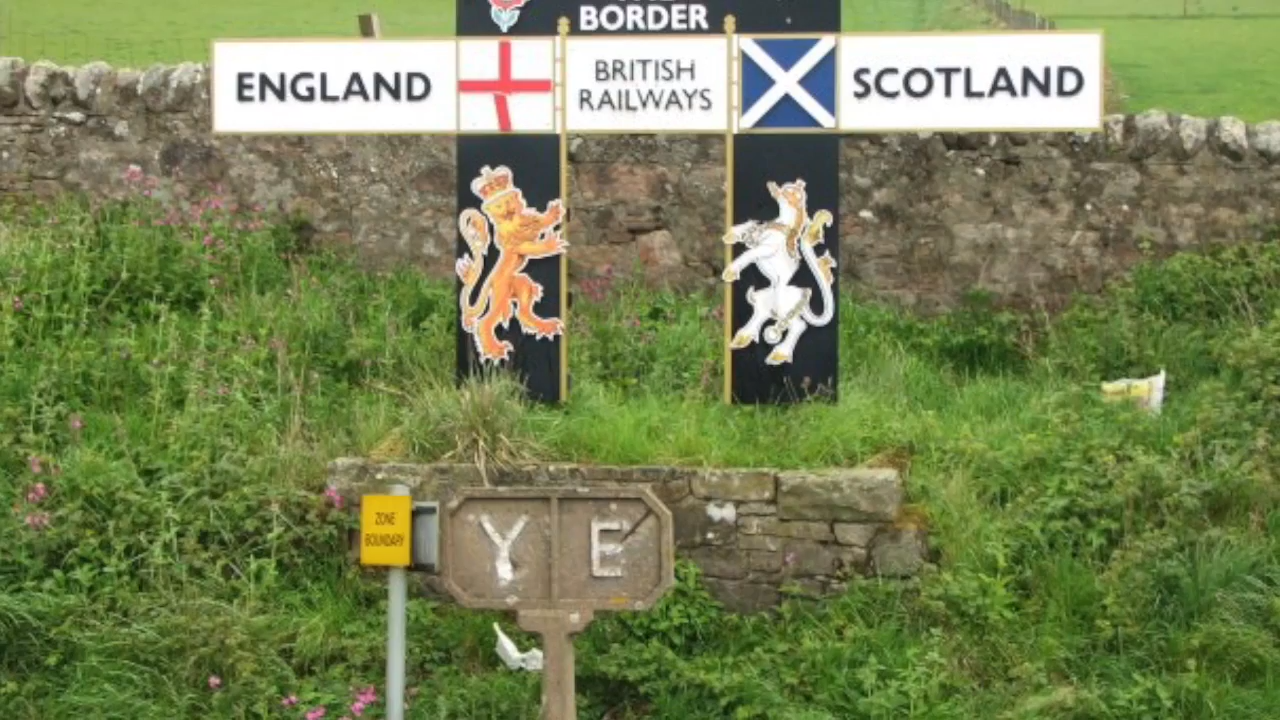 BORDER
ENGLAND
BRITISH
RAILWAYS
SCOTLAND
ZONE
BOUNDARY
Y E